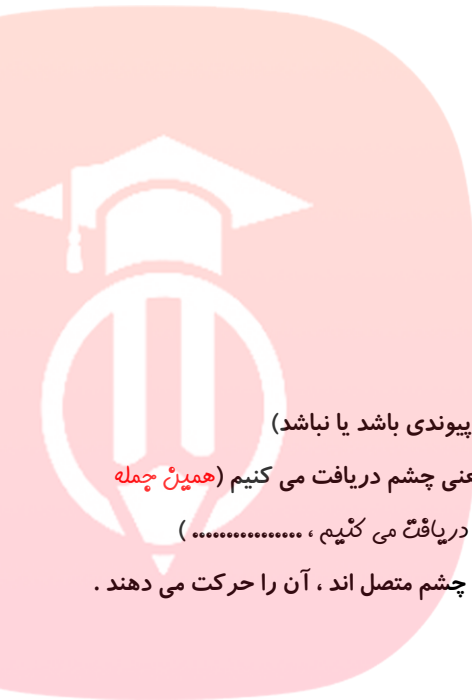 پیوندی باشد یا نباشد)
عنی چشم دریافت می کنیم (همین جمله
دریافت می کنیم ، ................ )
چشم متصل اند ، آن را حرکت می دهند .